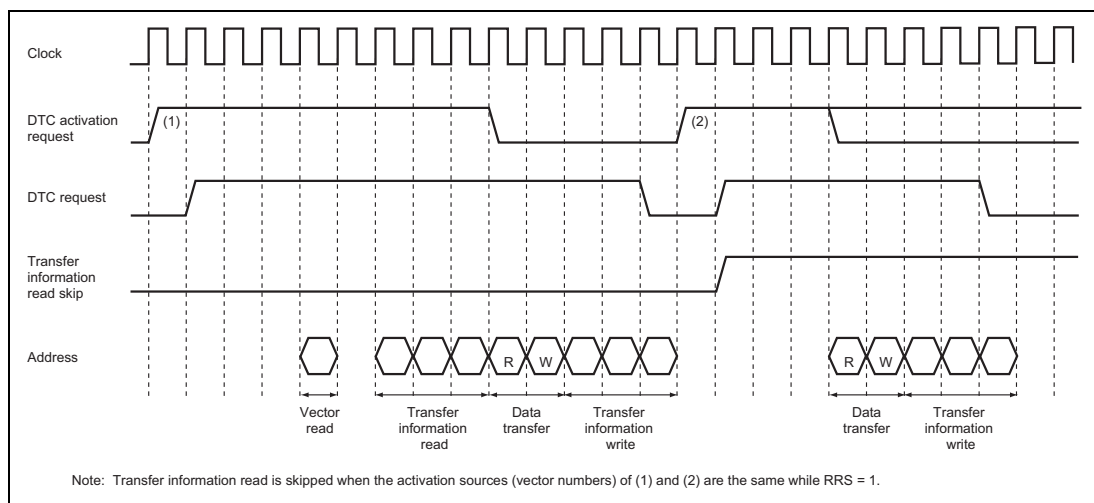 Clock
DTC activation
request
(1)
(2)
DTC request
Transfer
information
read skip
Address
R
W
R
W
Vector
read
Transfer
information
read
Data
transfer
Transfer
information
write
Data
transfer
Transfer
information
write
Note: Transfer information read is skipped when the activation sources (vector numbers) of (1) and (2) are the same while RRS = 1.